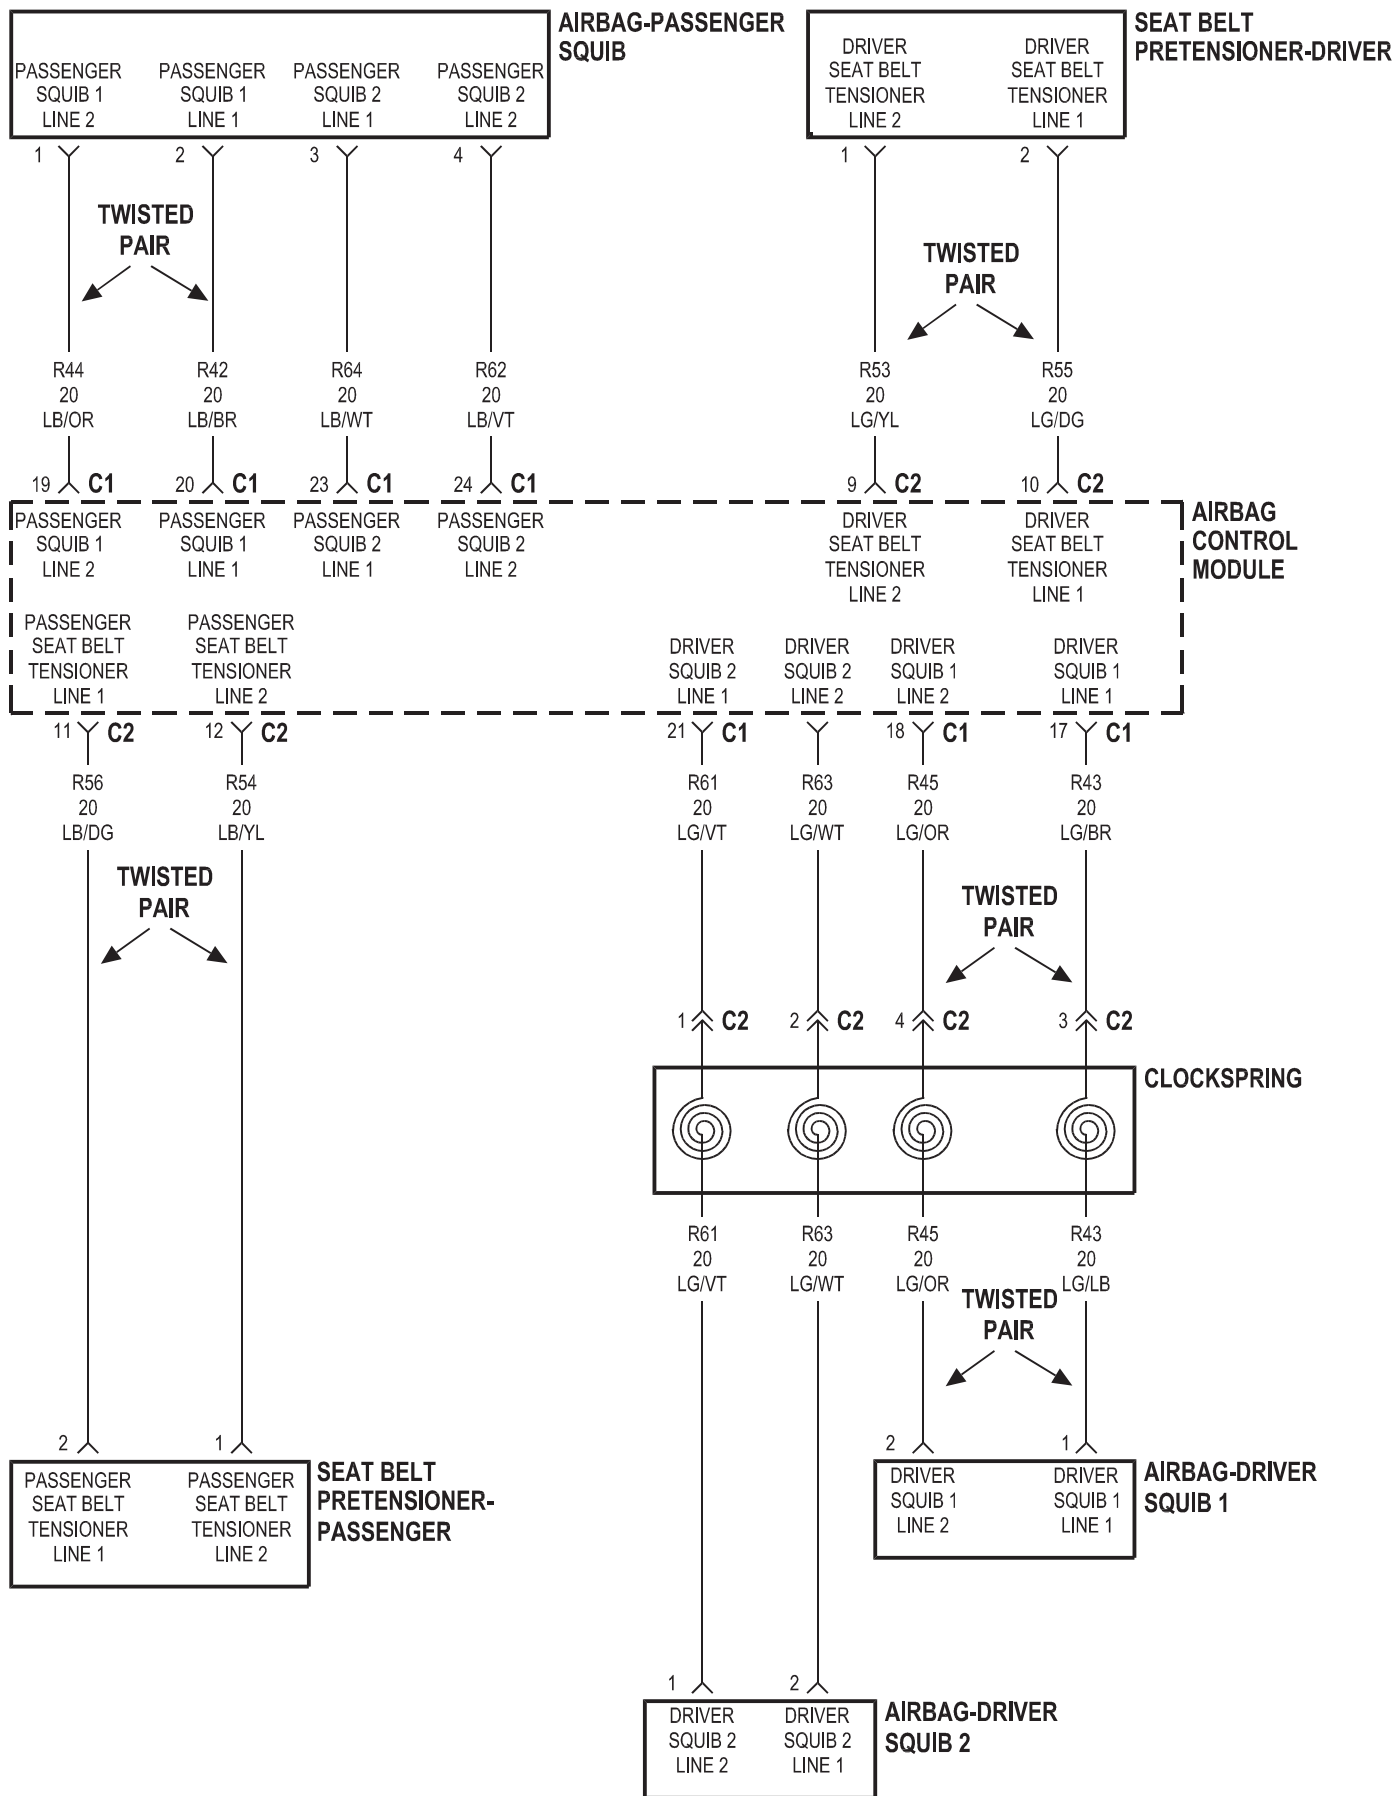 AIRBAG-PASSENGER
SQUIB
SEAT BELT
PRETENSIONER-DRIVER
PASSENGER
SQUIB 1
LINE 2
PASSENGER
SQUIB 1
LINE 1
PASSENGER
SQUIB 2
LINE 1
PASSENGER
SQUIB 2
LINE 2
DRIVER
SEAT BELT
TENSIONER
LINE 2
DRIVER
SEAT BELT
TENSIONER
LINE 1
1
2
3
4
1
2
TWISTED
PAIR
TWISTED
PAIR
R44
20
LB/OR
R42
20
LB/BR
R64
20
LB/WT
R62
20
LB/VT
R53
20
LG/YL
R55
20
LG/DG
19 C1
20 C1
23 C1
24 C1
9 C2
10 C2
AIRBAG
CONTROL
MODULE
PASSENGER
SQUIB 1
LINE 2
PASSENGER
SQUIB 1
LINE 1
PASSENGER
SQUIB 2
LINE 1
PASSENGER
SQUIB 2
LINE 2
DRIVER
SEAT BELT
TENSIONER
LINE 2
DRIVER
SEAT BELT
TENSIONER
LINE 1
PASSENGER
SEAT BELT
TENSIONER
LINE 1
PASSENGER
SEAT BELT
TENSIONER
LINE 2
DRIVER
SQUIB 2
LINE 1
DRIVER
SQUIB 2
LINE 2
DRIVER
SQUIB 1
LINE 2
DRIVER
SQUIB 1
LINE 1
11 C2
12 C2
21 C1
18 C1
17 C1
R56
20
LB/DG
R54
20
LB/YL
R61
20
LG/VT
R63
20
LG/WT
R45
20
LG/OR
R43
20
LG/BR
TWISTED
PAIR
TWISTED
PAIR
1 C2
2 C2
4 C2
3 C2
CLOCKSPRING
R61
20
LG/VT
R63
20
LG/WT
R45
20
LG/OR
R43
20
LG/LB
TWISTED
PAIR
2
1
2
1
PASSENGER
SEAT BELT
TENSIONER
LINE 1
PASSENGER
SEAT BELT
TENSIONER
LINE 2
SEAT BELT
PRETENSIONER-
PASSENGER
DRIVER
SQUIB 1
LINE 2
DRIVER
SQUIB 1
LINE 1
AIRBAG-DRIVER
SQUIB 1
1
2
DRIVER
SQUIB 2
LINE 2
DRIVER
SQUIB 2
LINE 1
AIRBAG-DRIVER
SQUIB 2